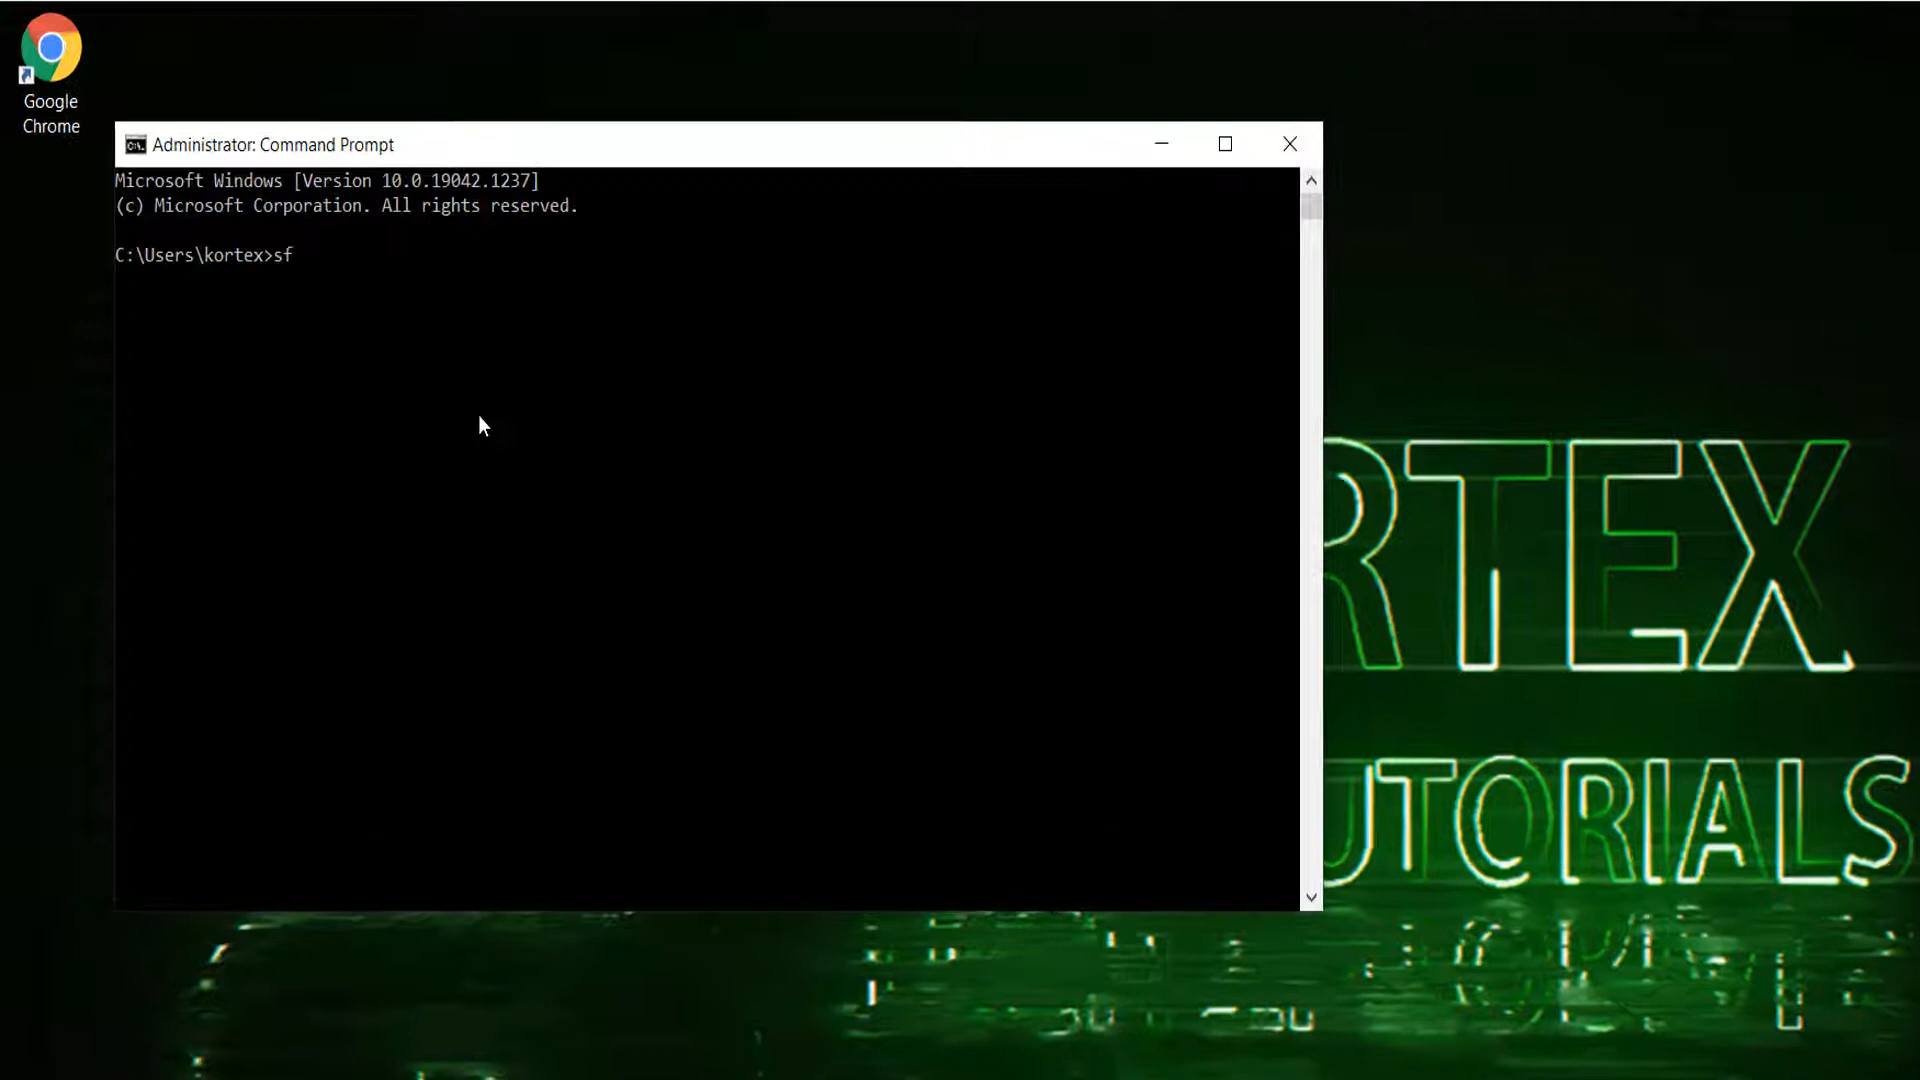 Google
Chrome
Administrator: Command Prompt
Microsoft Windows [Version 10.0.19042.1237]
(c) Microsoft Corporation. All rights reserved.
C:\Users\kortex>sf
RTEX
UTORIALS